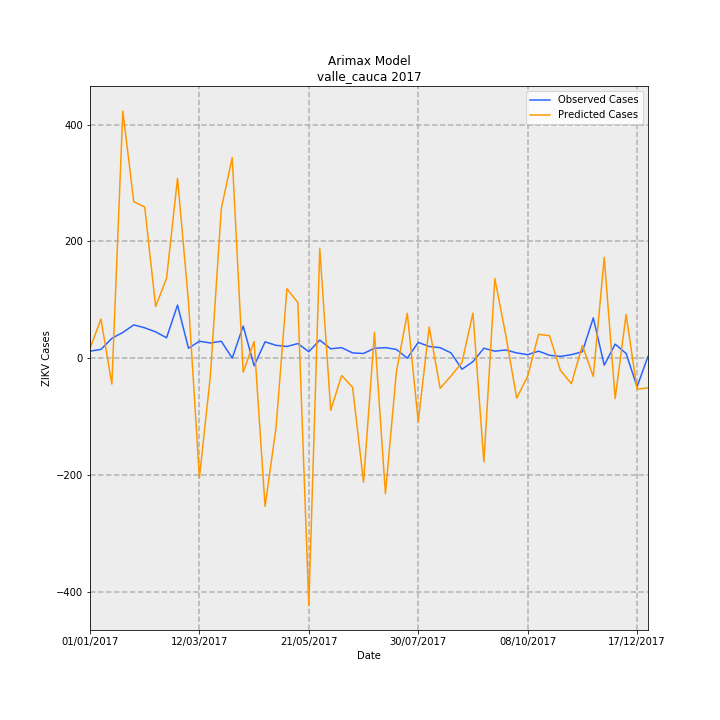 Arimax Model
valle_cauca 2017
Observed Cases
Predicted Cases
ZIKV Cases
400
200
0
−200
−400
01/01/2017
12/03/2017
21/05/2017
30/07/2017
08/10/2017
17/12/2017
Date